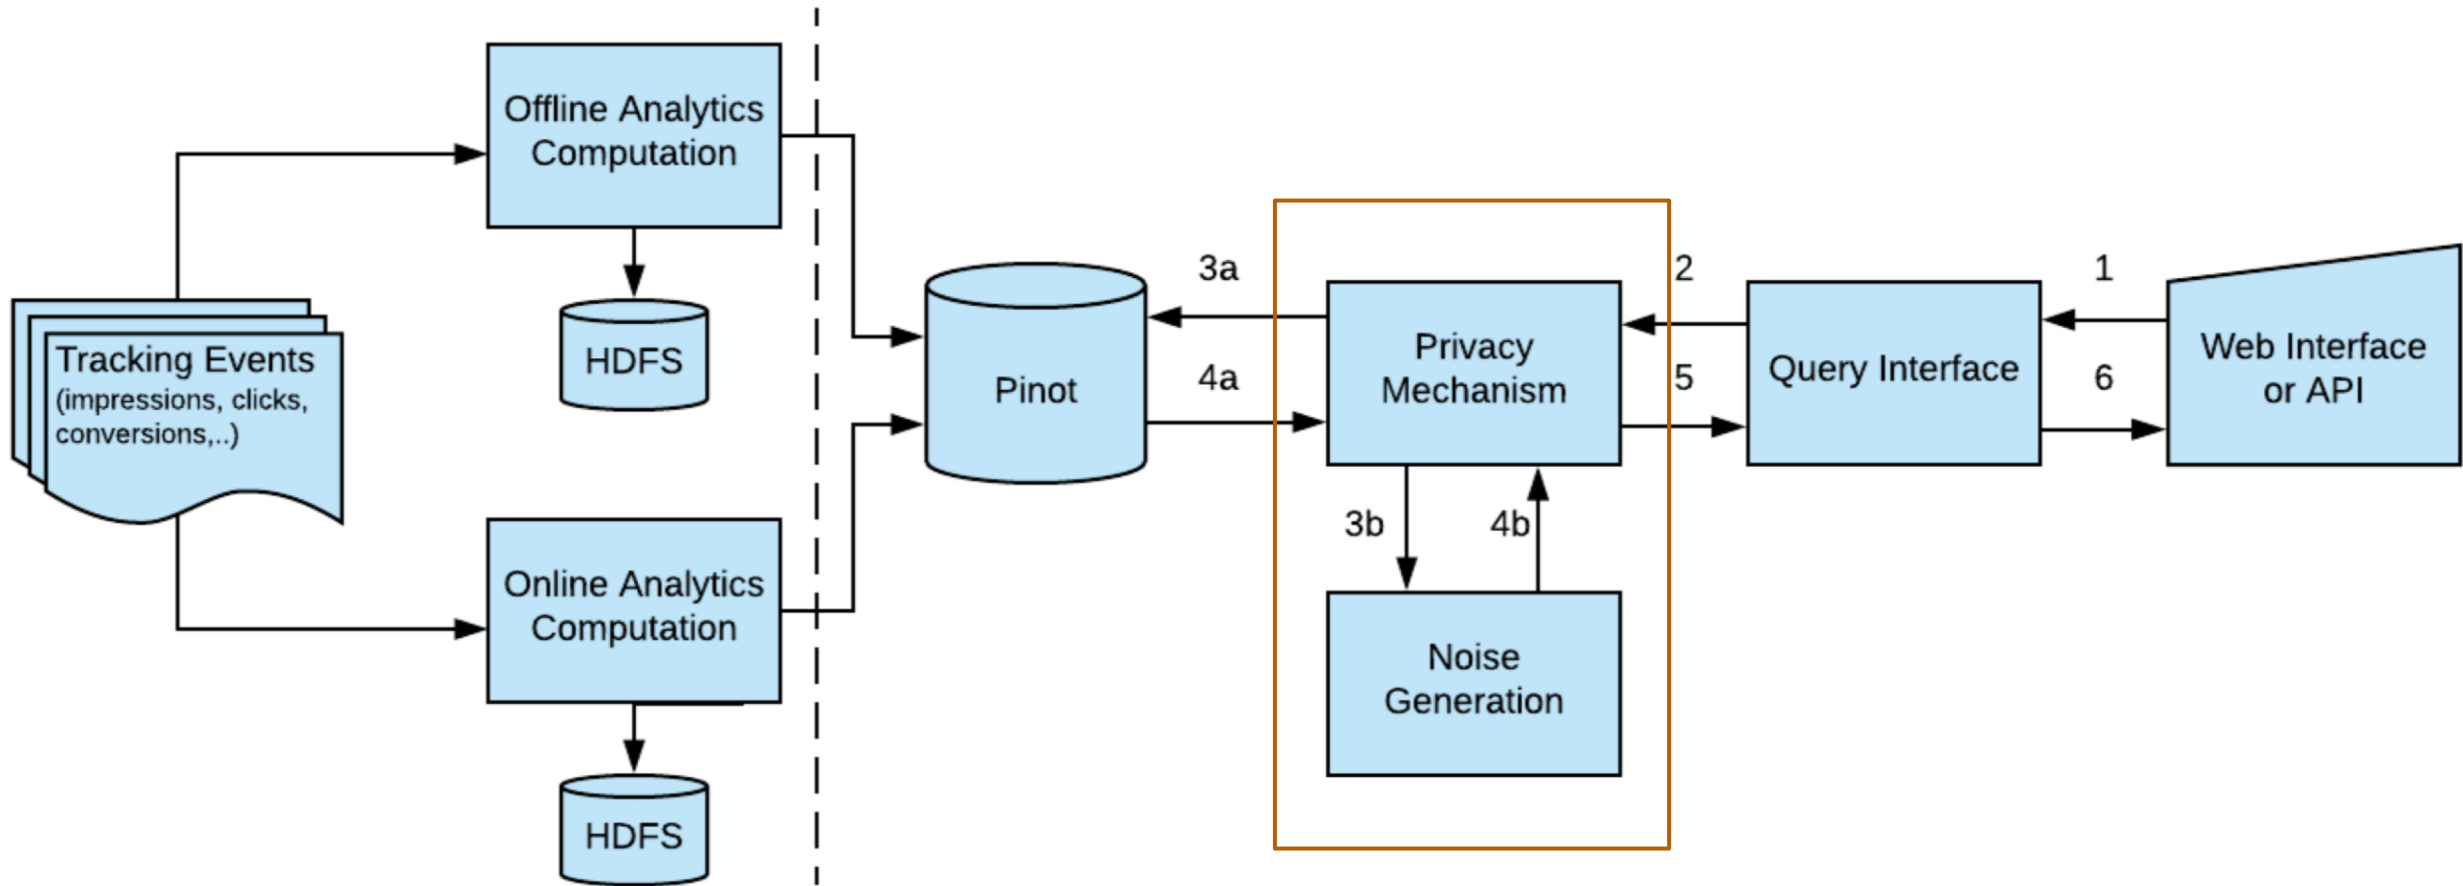 Offline Analytics
Computation
HDFS
Tracking Events
(impressions, clicks,
conversions,..)
Online Analytics
Computation
HDFS
Pinot
3a
4a
Privacy
Mechanism
3b
4b
Noise
Generation
2
5
Query Interface
1
6
Web Interface
or API